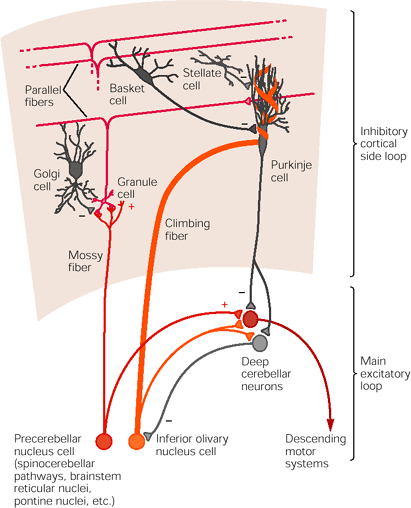 Parallel
fibers
Basket
cell
Stellate
cell
−
−
Inhibitory
cortical
side loop
Golgi
cell
Granule
cell
Purkinje
cell
−
+
Climbing
fiber
Mossy
fiber
−
+
Deep
cerebellar
neurons
Main
excitatory
loop
−
Precerebellar
nucleus cell
(spinocerebellar
pathways, brainstem
reticular nuclei,
pontine nuclei, etc.)
Inferior olivary
nucleus cell
Descending
motor
systems